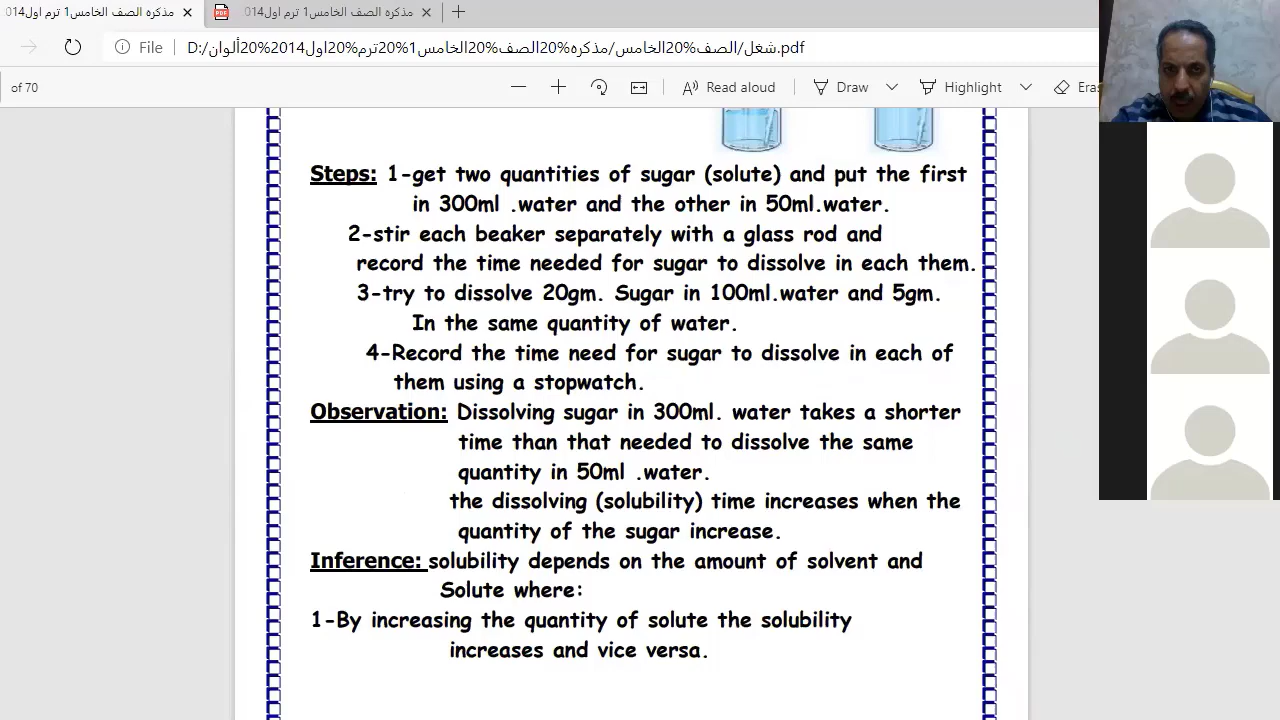 مذكرة الصف الخامس1 ترم اول014
مذكرة الصف الخامس1 ترم اول014
File
D:/شغل/الصف%20الخامس/مذكره%20الصف%20الخامس1%20ترم%20اول2014%20ألوان.pdf
of 70
Read aloud
Draw
Highlight
Eras
Steps: 1-get two quantities of sugar (solute) and put the first
in 300ml .water and the other in 50ml.water.
2-stir each beaker separately with a glass rod and
record the time needed for sugar to dissolve in each them.
3-try to dissolve 20gm. Sugar in 100ml.water and 5gm.
In the same quantity of water.
4-Record the time need for sugar to dissolve in each of
them using a stopwatch.
Observation: Dissolving sugar in 300ml. water takes a shorter
time than that needed to dissolve the same
quantity in 50ml .water.
the dissolving (solubility) time increases when the
quantity of the sugar increase.
Inference: solubility depends on the amount of solvent and
Solute where:
1-By increasing the quantity of solute the solubility
increases and vice versa.